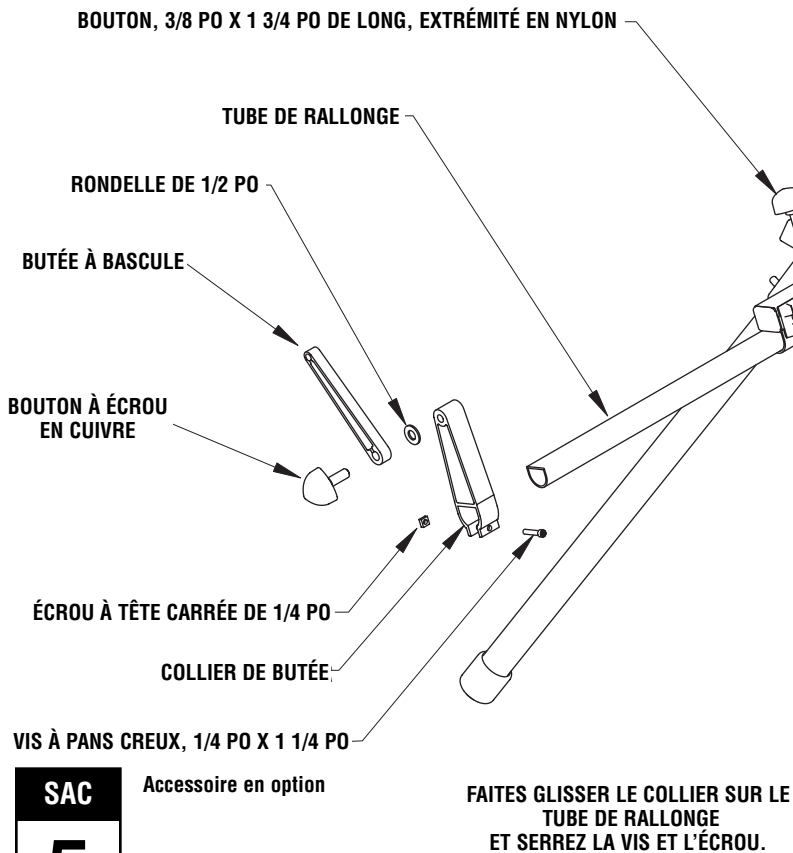 BOUTON, 3/8 PO X 1 3/4 PO DE LONG, EXTRÉMITÉ EN NYLON
TUBE DE RALLONGE
RONDELLE DE 1/2 PO
BUTÉE À BASCULE
BOUTON À ÉCROU
EN CUIVRE
ÉCROU À TÊTE CARRÉE DE 1/4 PO
COLLIER DE BUTÉE
VIS À PANS CREUX, 1/4 PO X 1 1/4 PO
SAC
Accessoire en option
FAITES GLISSER LE COLLIER SUR LE
TUBE DE RALLONGE
ET SERREZ LA VIS ET L’ÉCROU.